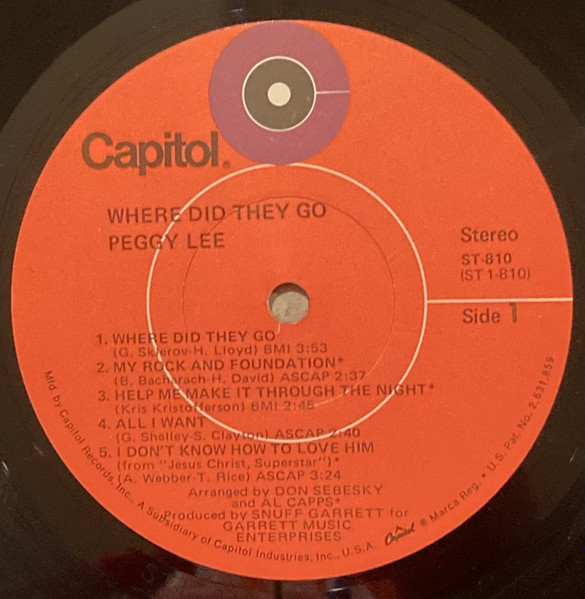 Capitol®
WHERE DID THEY GO
PEGGY LEE
Stereo
ST-810
(ST 1-810)
Side 1
1. WHERE DID THEY GO
(G. Sklerov-H. Lloyd) BMI 3:53
2. MY ROCK AND FOUNDATION*
(B. Bacharach-H. David) ASCAP 2:37
3. HELP ME MAKE IT THROUGH THE NIGHT*
(Kris Kristofferson) BMI 2:45
4. ALL I WANT
(G. Shelley-S. Clayton) ASCAP 2:40
5. I DON'T KNOW HOW TO LOVE HIM
(from "Jesus Christ, Superstar")*
(A. Webber-T. Rice) ASCAP 3:24
Arranged by DON SEBESKY
and AL CAPPS*
Produced by SNUFF GARRETT for
GARRETT MUSIC
ENTERPRISES
Mfd. by Capitol Records, Inc., A Subsidiary of Capitol Industries, Inc., U.S.A. Capitol ® Marca Reg. • U.S. Pat. No. 2,631,859